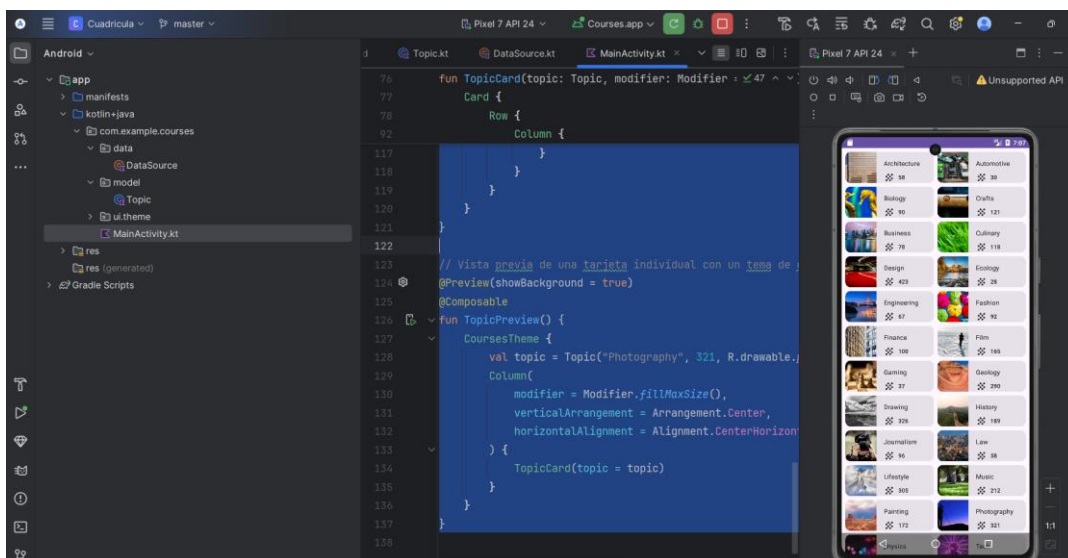 Cuadricula master Pixel 7 API 24 Courses.app
Android
app
manifests
kotlin+java
com.example.courses
data
DataSource
model
Topic
ui.theme
MainActivity.kt
res
res (generated)
Gradle Scripts
Topic.kt DataSource.kt MainActivity.kt
76 fun TopicCard(topic: Topic, modifier: Modifier 47
77 Card {
78 Row {
92 Column {
117 }
118 }
119 }
120 }
121 }
122
123 // Vista previa de una tarjeta individual con un tema de
124 @Preview(showBackground = true)
125 @Composable
126 fun TopicPreview() {
127 CoursesTheme {
128 val topic = Topic("Photography", 321, R.drawable.
129 Column(
130 modifier = Modifier.fillMaxSize(),
131 verticalArrangement = Arrangement.Center,
132 horizontalAlignment = Alignment.CenterHorizon
133 ) {
134 TopicCard(topic = topic)
135 }
136 }
137 }
138
Pixel 7 API 24
Unsupported API
7:07
Architecture Automotive
58 30
Biology Crafts
90 121
Business Culinary
78 118
Design Ecology
423 28
Engineering Fashion
67 92
Finance Film
100 165
Gaming Geology
37 290
Drawing History
326 189
Journalism Law
96 58
Lifestyle Music
305 212
Painting Photography
172 321
1:1